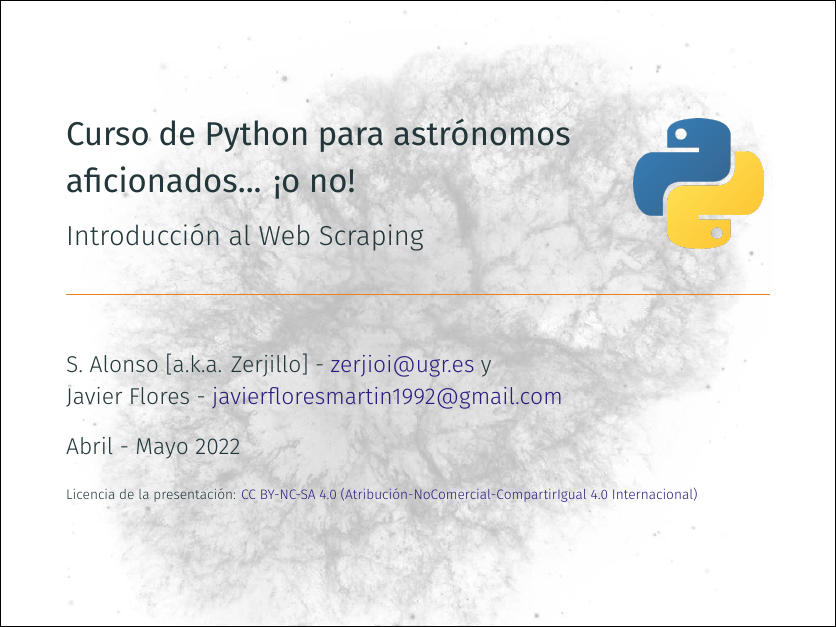 Curso de Python para astrónomos
aficionados... ¡o no!
Introducción al Web Scraping
S. Alonso [a.k.a. Zerjillo] - zerjioi@ugr.es y
Javier Flores - javierfloresmartin1992@gmail.com
Abril - Mayo 2022
Licencia de la presentación: CC BY-NC-SA 4.0 (Atribución-NoComercial-CompartirIgual 4.0 Internacional)